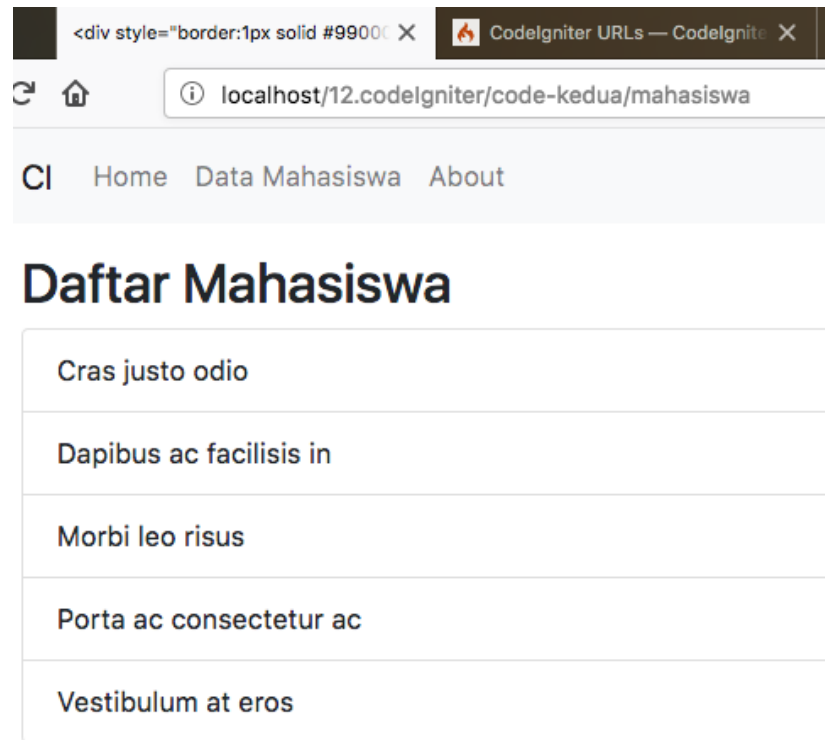 <div style="border:1px solid #99000
CodeIgniter URLs — CodeIgnite
localhost/12.codeIgniter/code-kedua/mahasiswa
CI Home Data Mahasiswa About
Daftar Mahasiswa
Cras justo odio
Dapibus ac facilisis in
Morbi leo risus
Porta ac consectetur ac
Vestibulum at eros